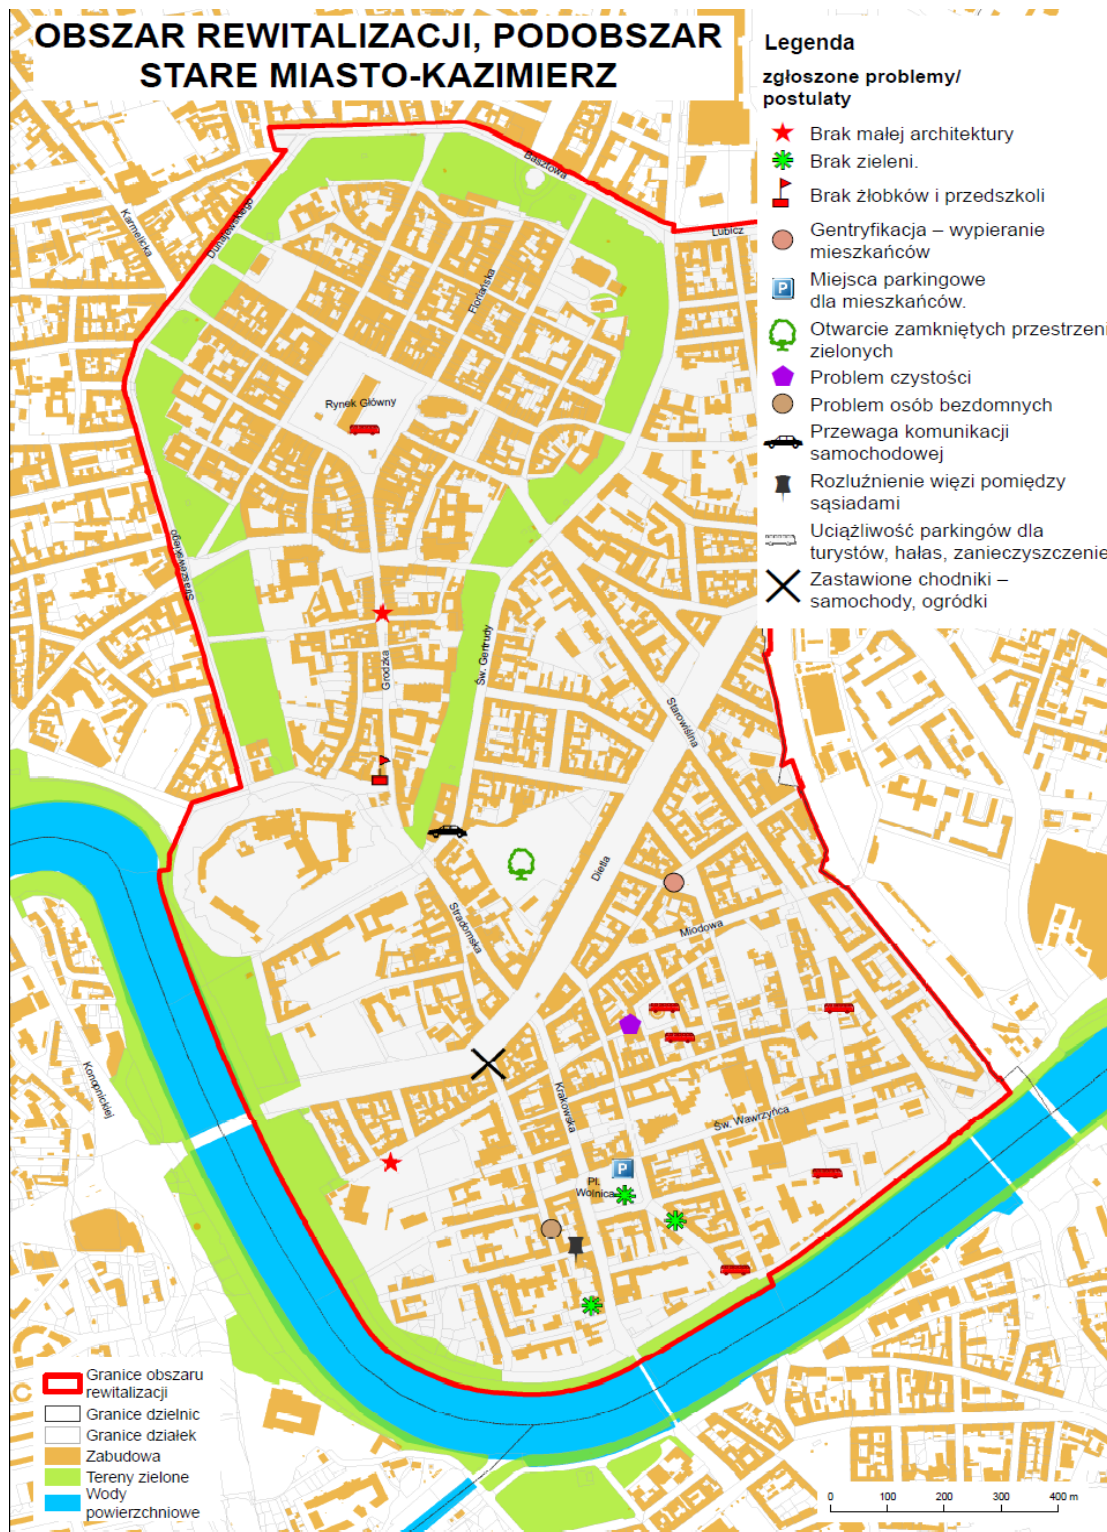 OBSZAR REWITALIZACJI, PODOBSZAR
STARE MIASTO-KAZIMIERZ
Legenda
zgłoszone problemy/
postulaty
Brak małej architektury
Brak zieleni.
Brak żłobków i przedszkoli
Gentryfikacja – wypieranie
mieszkańców
P
Miejsca parkingowe
dla mieszkańców.
Otwarcie zamkniętych przestrzeni
zielonych
Problem czystości
Problem osób bezdomnych
Przewaga komunikacji
samochodowej
Rozluźnienie więzi pomiędzy
sąsiadami
Uciążliwość parkingów dla
turystów, hałas, zanieczyszczenie
Zastawione chodniki –
samochody, ogródki
Basztowa
Lubicz
Karmelicka
Dunajewskiego
Floriańska
Rynek Główny
Straszewskiego
Grodzka
Św. Gertrudy
Starowiślna
Dietla
Stradomska
Miodowa
Konopnickiej
Krakowska
Św. Wawrzyńca
P
Pl.
Wolnica
Granice obszaru
rewitalizacji
Granice dzielnic
Granice działek
Zabudowa
Tereny zielone
Wody
powierzchniowe
0 100 200 300 400 m